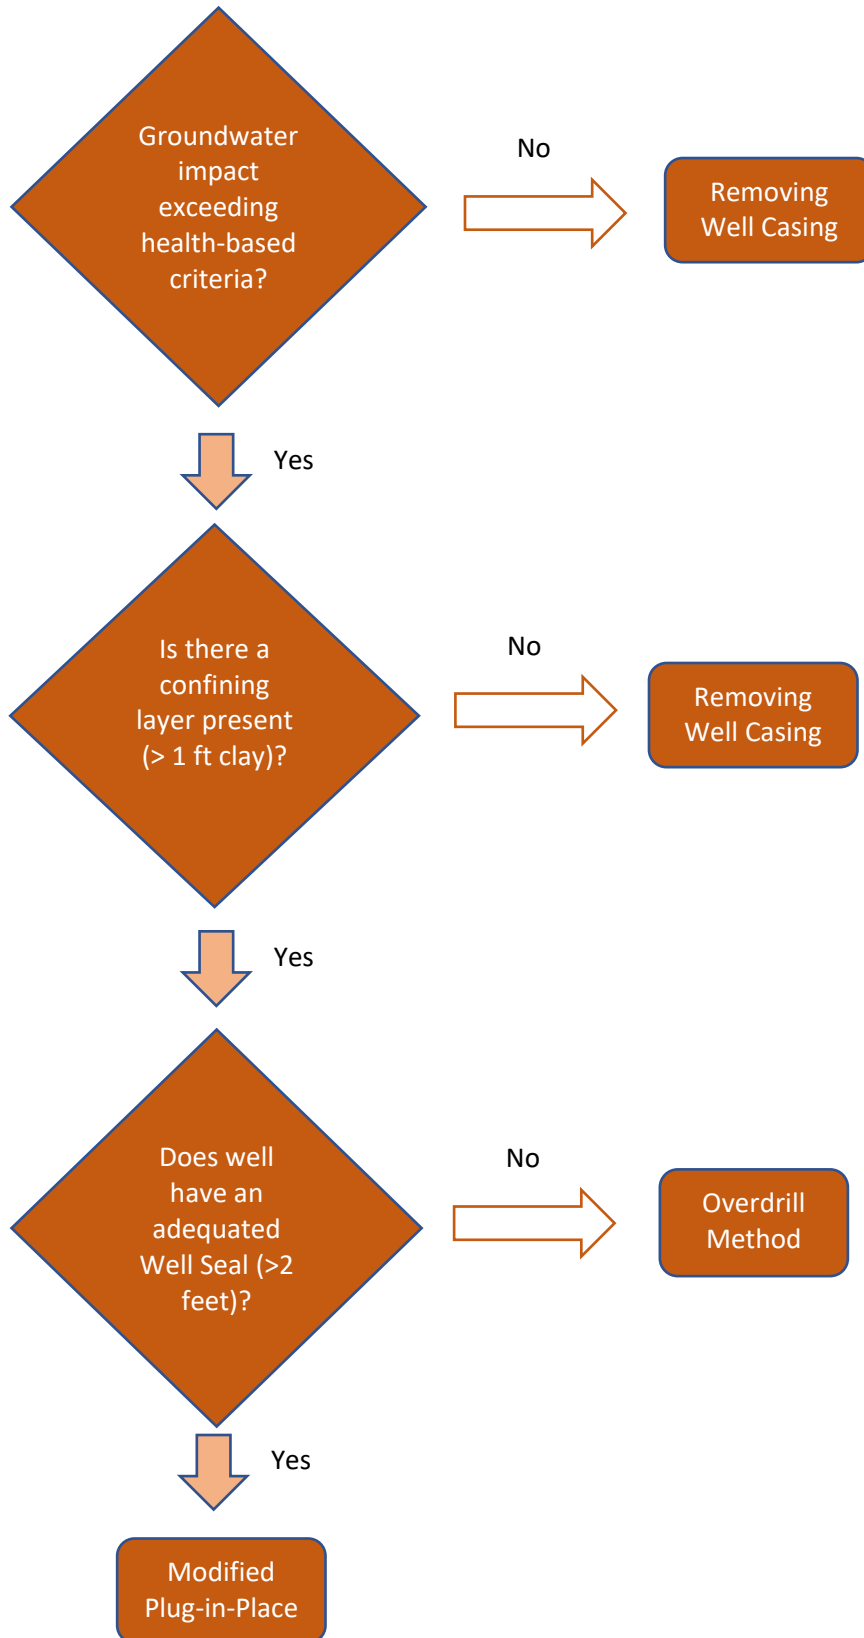 Groundwater
impact
exceeding
health-based
criteria?
No
Removing
Well Casing
Yes
Is there a
confining
layer present
(> 1 ft clay)?
No
Removing
Well Casing
Yes
Does well
have an
adequated
Well Seal (>2
feet)?
No
Overdrill
Method
Yes
Modified
Plug-in-Place